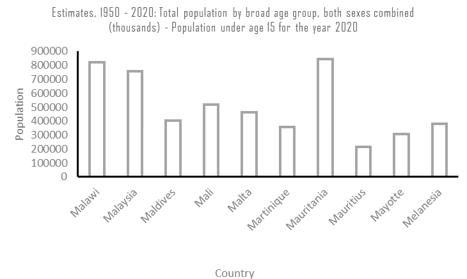 Estimates, 1950 - 2020: Total population by broad age group, both sexes combined
(thousands) - Population under age 15 for the year 2020
Population
900000
800000
700000
600000
500000
400000
300000
200000
100000
0
Malawi
Malaysia
Maldives
Mali
Malta
Martinique
Mauritania
Mauritius
Mayotte
Melanesia
Country